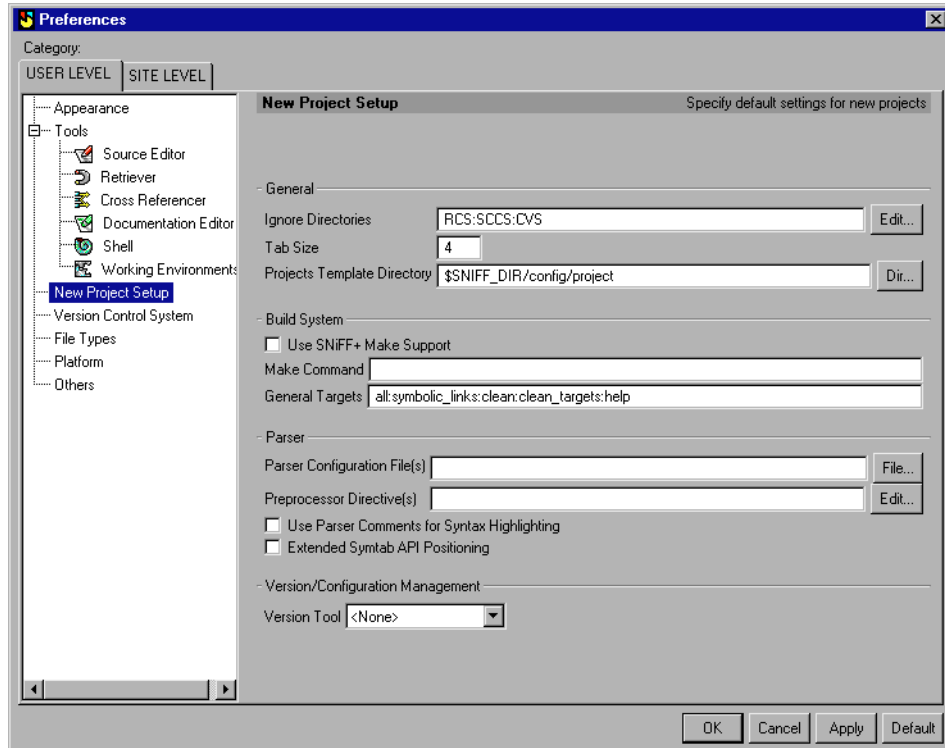 Preferences
Category:
USER LEVEL
SITE LEVEL
Appearance
Tools
Source Editor
Retriever
Cross Referencer
Documentation Editor
Shell
Working Environments
New Project Setup
Version Control System
File Types
Platform
Others
New Project Setup
Specify default settings for new projects
General
Ignore Directories RCS:SCCS:CVS Edit...
Tab Size 4
Projects Template Directory $SNIFF_DIR/config/project Dir...
Build System
Use SNiFF+ Make Support
Make Command
General Targets all:symbolic_links:clean:clean_targets:help
Parser
Parser Configuration File(s) File...
Preprocessor Directive(s) Edit...
Use Parser Comments for Syntax Highlighting
Extended Symtab API Positioning
Version/Configuration Management
Version Tool <None>
OK Cancel Apply Default